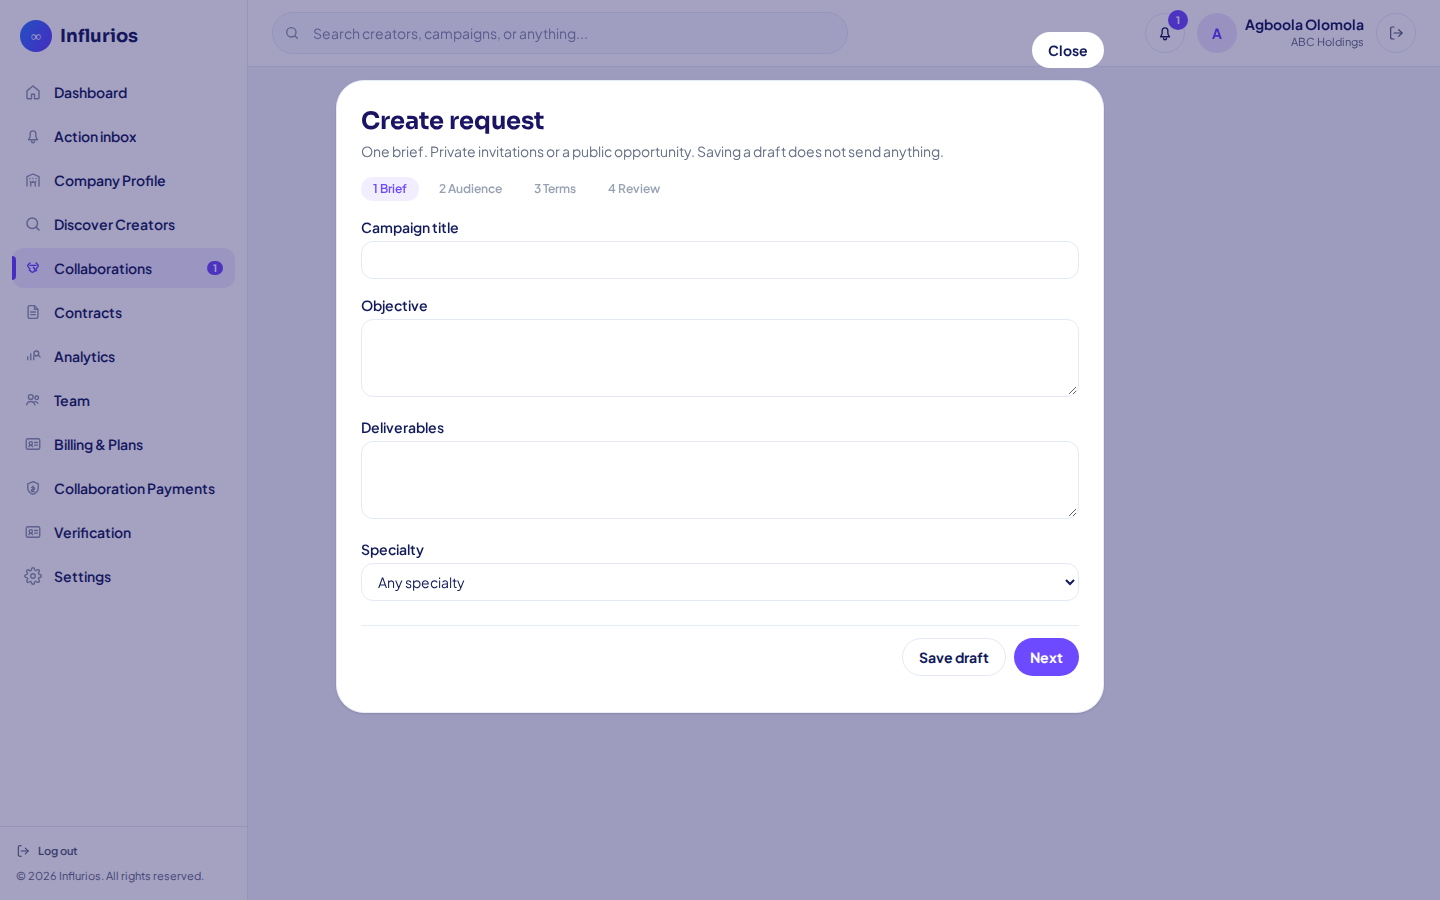 ∞ Influrios
Dashboard
Action inbox
Company Profile
Discover Creators
Collaborations 1
Contracts
Analytics
Team
Billing & Plans
Collaboration Payments
Verification
Settings
Log out
© 2026 Influrios. All rights reserved.
Search creators, campaigns, or anything...
1
A
Agboola Olomola
ABC Holdings
Close
Create request
One brief. Private invitations or a public opportunity. Saving a draft does not send anything.
1 Brief 2 Audience 3 Terms 4 Review
Campaign title
Objective
Deliverables
Specialty
Any specialty
Save draft Next